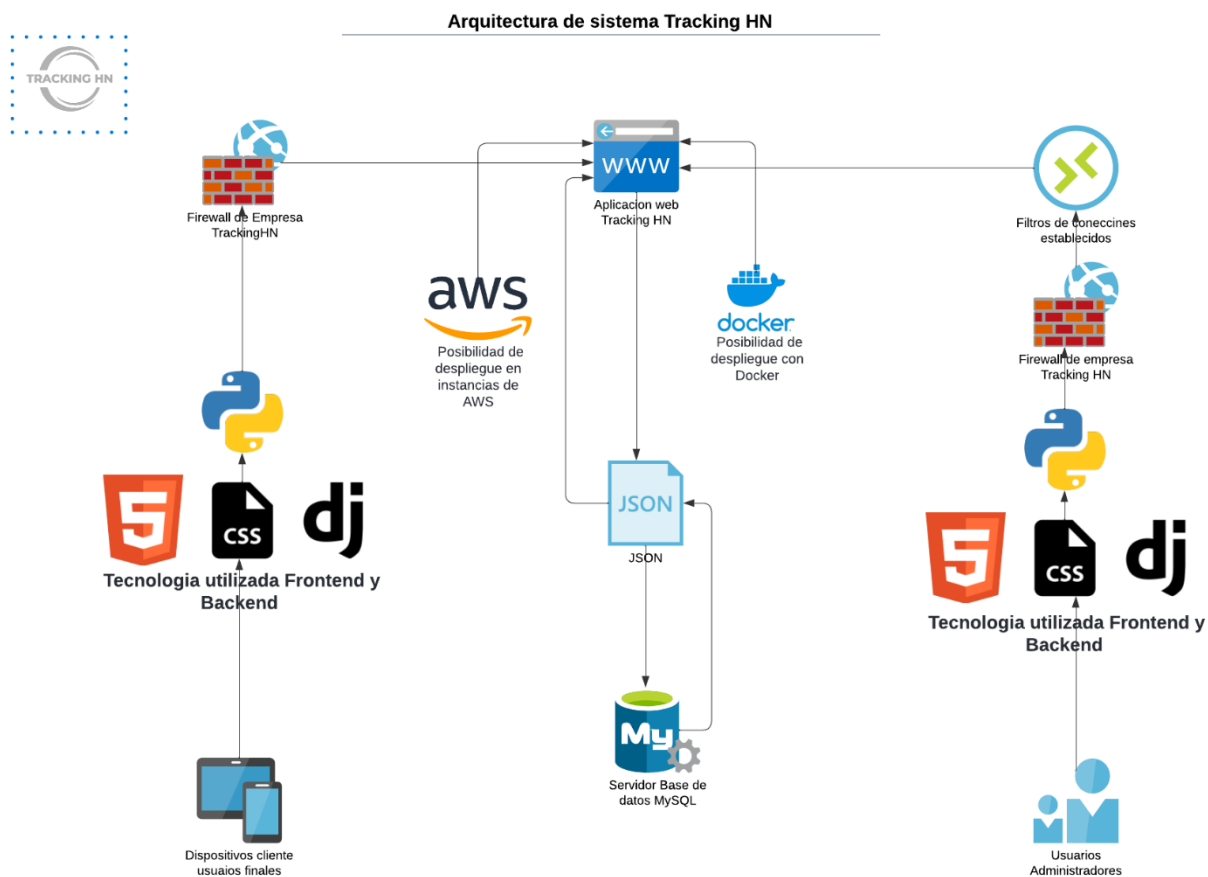 Arquitectura de sistema Tracking HN
TRACKING HN
Firewall de Empresa
TrackingHN
WWW
Aplicacion web
Tracking HN
Filtros de coneccines
establecidos
aws
Posibilidad de
despliegue en
instancias de
AWS
docker
Posibilidad de
despliegue con
Docker
Firewall de empresa
Tracking HN
JSON
JSON
5
CSS
dj
Tecnologia utilizada Frontend y
Backend
5
CSS
dj
Tecnologia utilizada Frontend y
Backend
My
Servidor Base de
datos MySQL
Dispositivos cliente
usuaios finales
Usuarios
Administradores